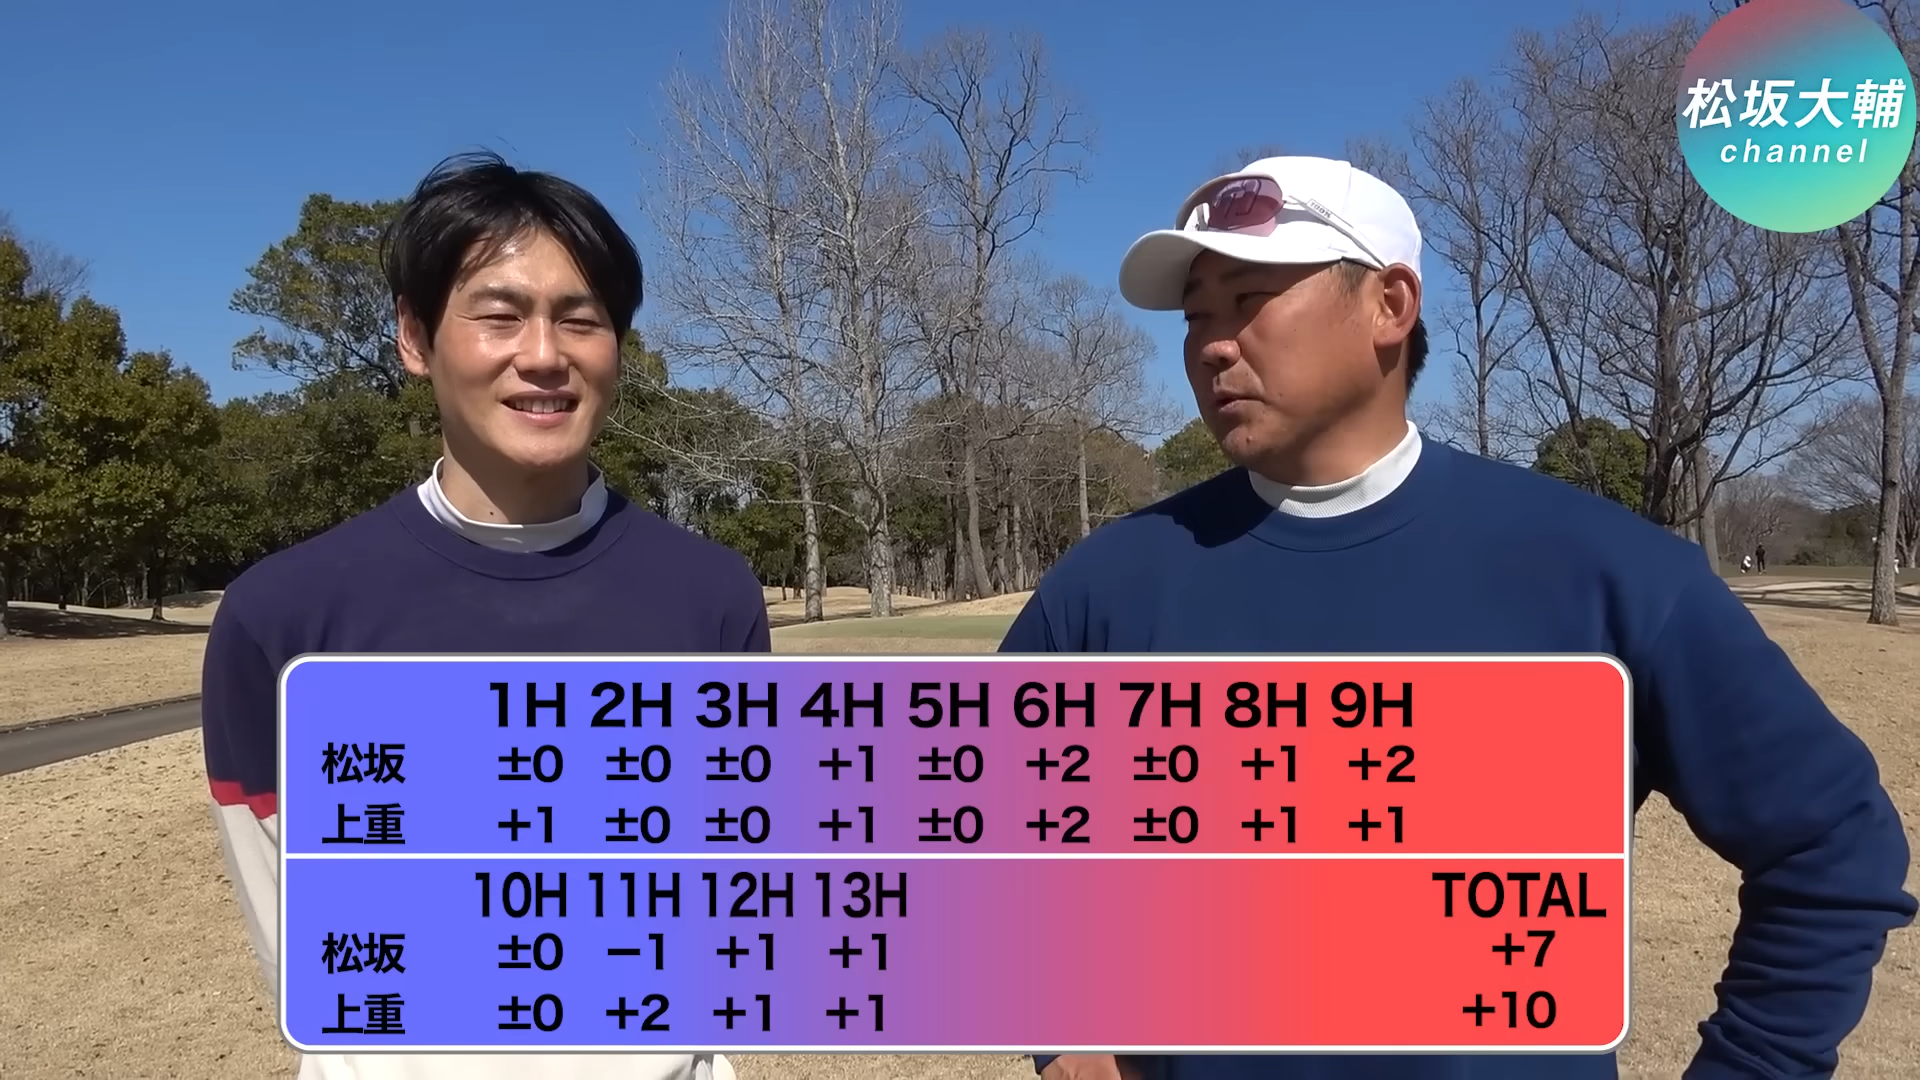 松坂大輔
channel
100%
1H 2H 3H 4H 5H 6H 7H 8H 9H
松坂 ±0 ±0 ±0 +1 ±0 +2 ±0 +1 +2
上重 +1 ±0 ±0 +1 ±0 +2 ±0 +1 +1
10H 11H 12H 13H TOTAL
松坂 ±0 −1 +1 +1 +7
上重 ±0 +2 +1 +1 +10